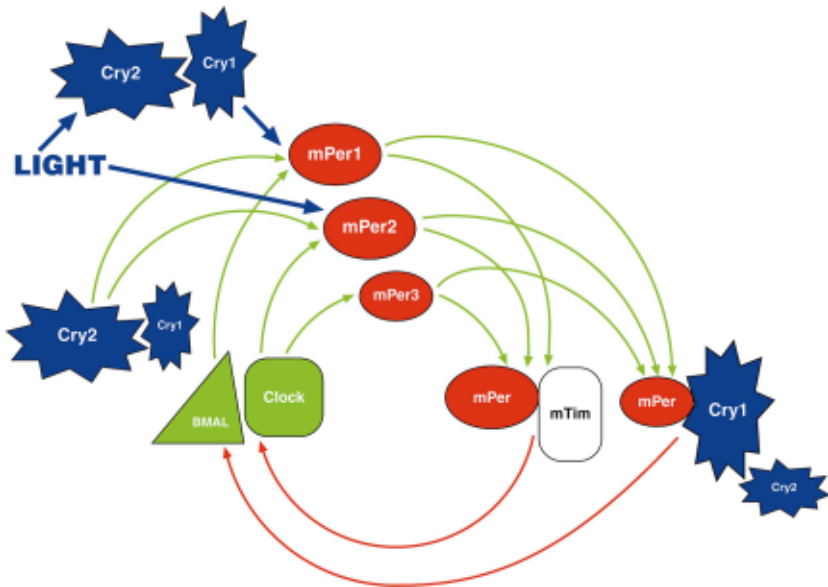 Cry2
Cry1
LIGHT
mPer1
mPer2
mPer3
Cry2
Cry1
BMAL
Clock
mPer
mTim
mPer
Cry1
Cry2